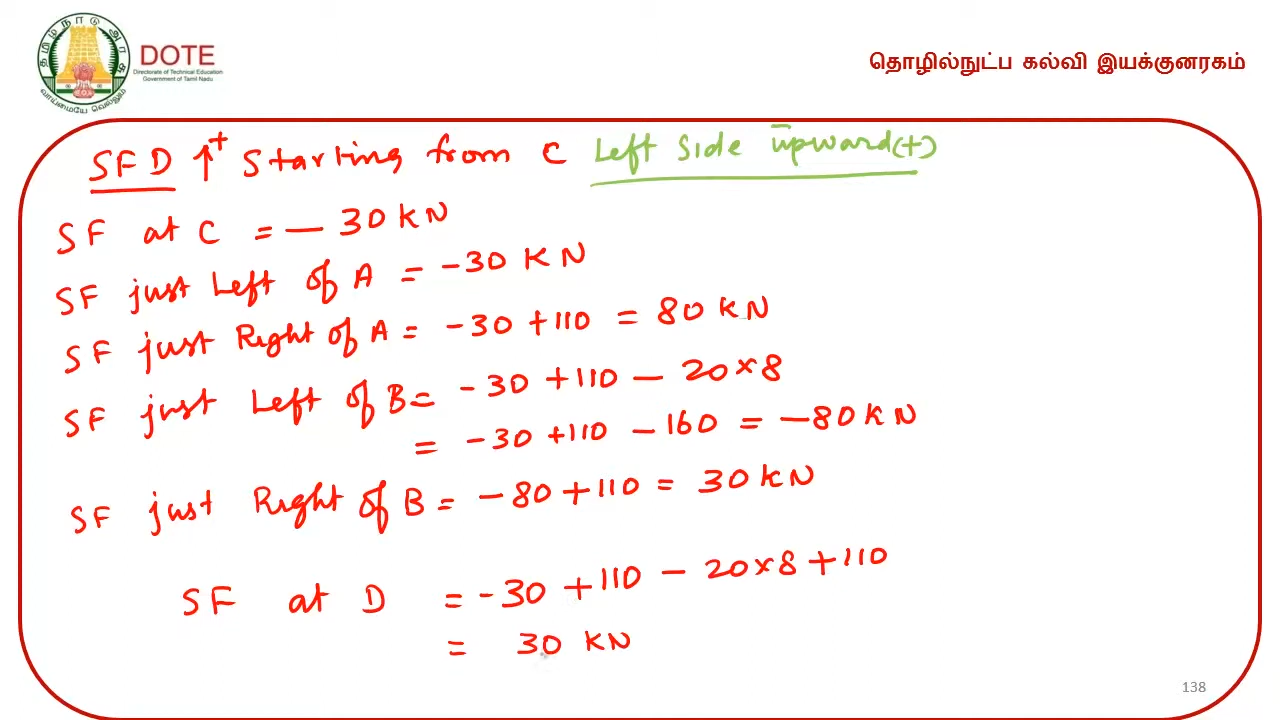 தமிழ்நாடு அரசு
வாய்மையே வெல்லும்
DOTE
Directorate of Technical Education
Government of Tamil Nadu
தொழில்நுட்ப கல்வி இயக்குனரகம்
SFD ↑+ Starting from C Left Side upward(+)
SF at C = - 30 KN
SF just Left of A = -30 KN
SF just Right of A = -30 +110 = 80 KN
SF just Left of B = -30 +110 - 20×8
= -30 +110 - 160 = -80 KN
SF just Right of B = -80 +110 = 30 KN
SF at D = -30 +110 - 20×8 +110
= 30 KN
138